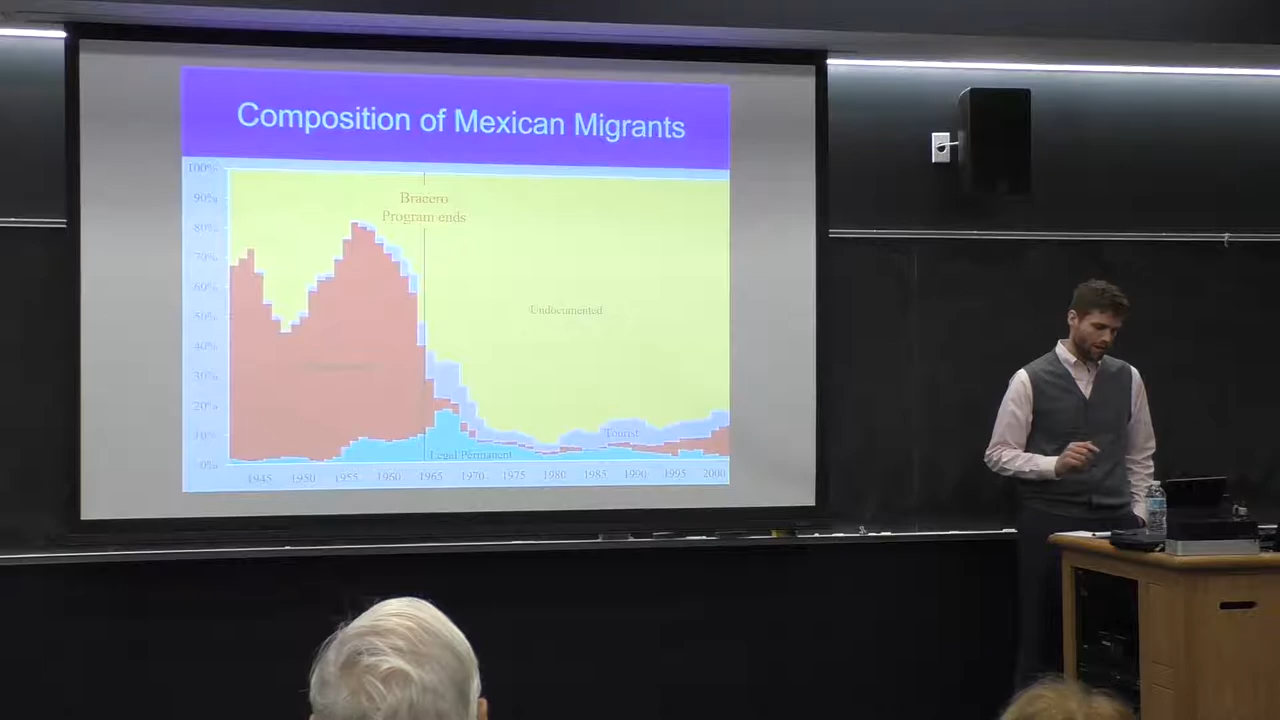 Composition of Mexican Migrants
100%
90%
80%
70%
60%
50%
40%
30%
20%
10%
0%
Bracero
Program ends
Undocumented
Tourist
Legal Permanent
1945 1950 1955 1960 1965 1970 1975 1980 1985 1990 1995 2000